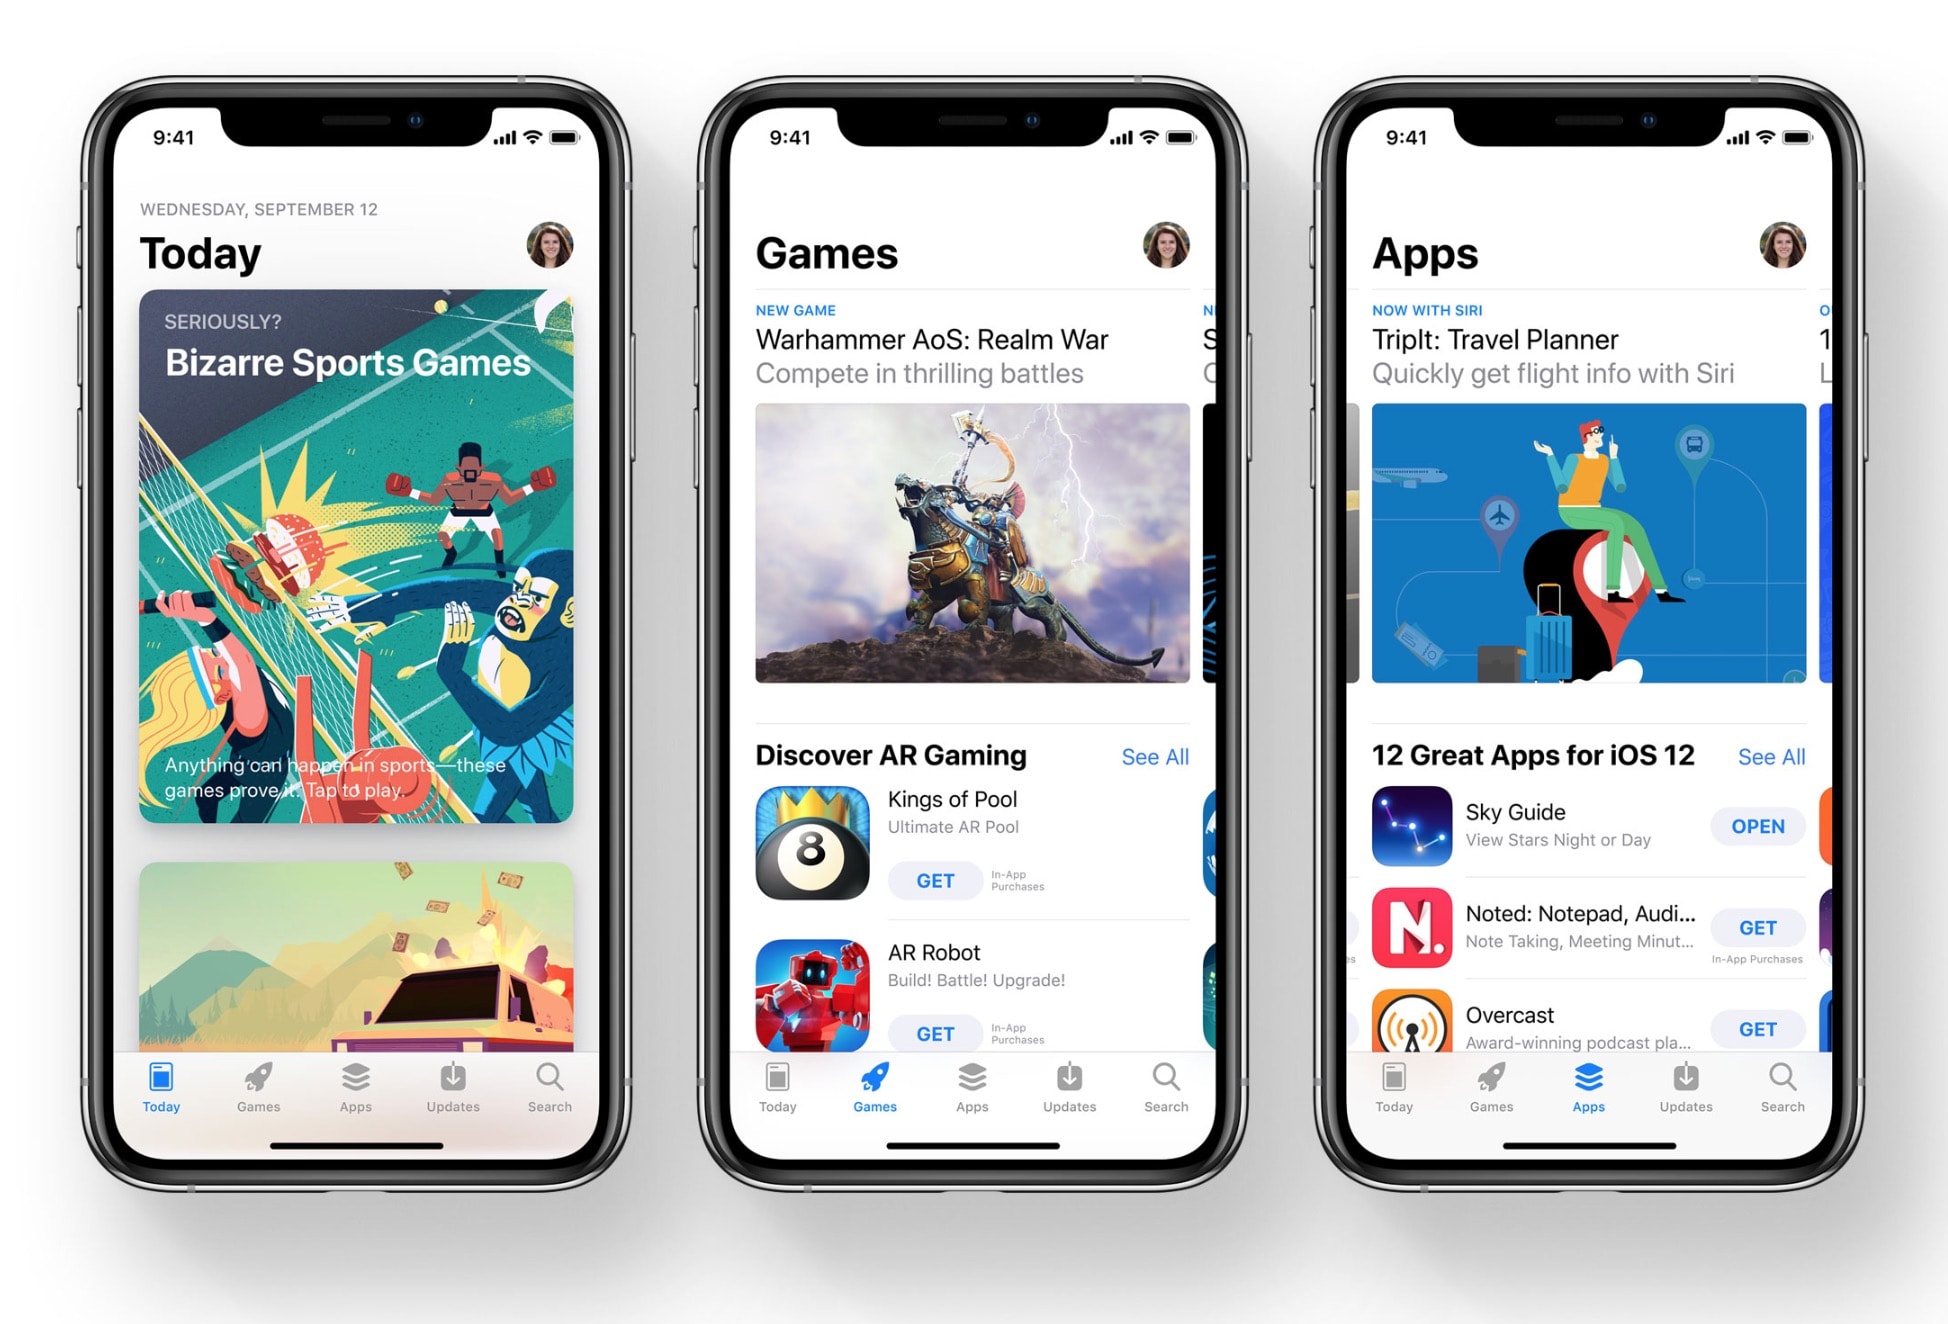 9:41
WEDNESDAY, SEPTEMBER 12
Today
SERIOUSLY?
Bizarre Sports Games
Anything can happen in sports—these
games prove it. Tap to play.
Today
Games
Apps
Updates
Search
9:41
Games
NEW GAME
Warhammer AoS: Realm War
Compete in thrilling battles
Discover AR Gaming
See All
Kings of Pool
Ultimate AR Pool
8
GET
In-App
Purchases
AR Robot
Build! Battle! Upgrade!
GET
In-App
Purchases
Today
Games
Apps
Updates
Search
9:41
Apps
NOW WITH SIRI
TripIt: Travel Planner
Quickly get flight info with Siri
12 Great Apps for iOS 12
See All
Sky Guide
View Stars Night or Day
OPEN
N.
Noted: Notepad, Audi...
Note Taking, Meeting Minut...
GET
In-App Purchases
Overcast
Award-winning podcast pla...
GET
Today
Games
Apps
Updates
Search